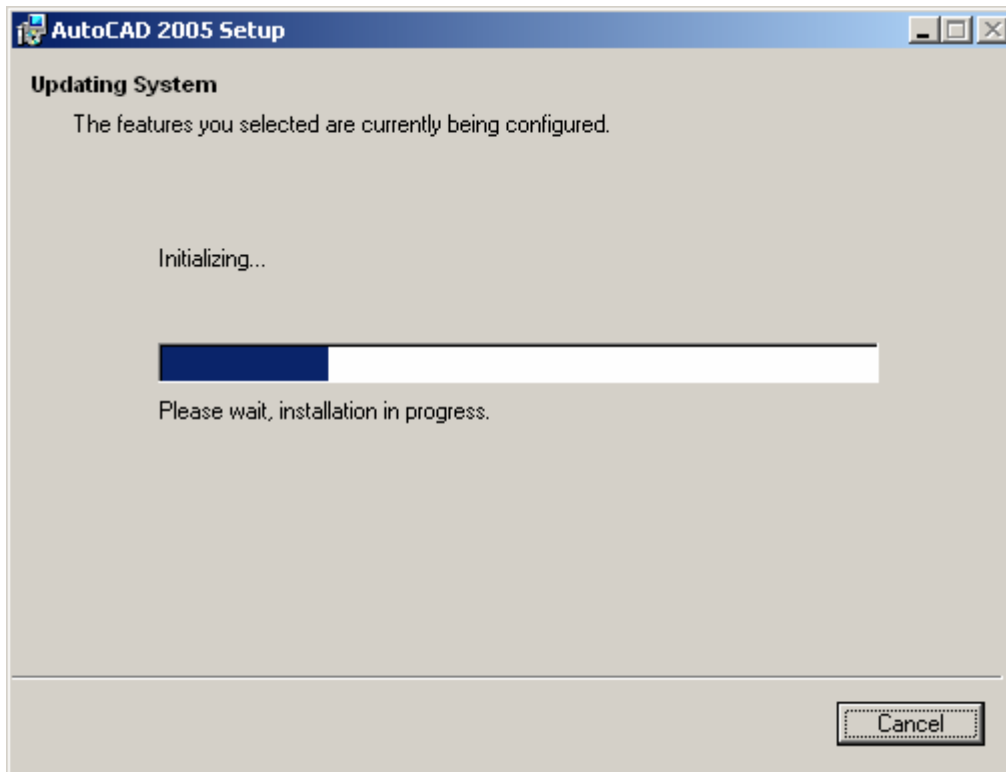 AutoCAD 2005 Setup
Updating System
The features you selected are currently being configured.
Initializing...
Please wait, installation in progress.
Cancel